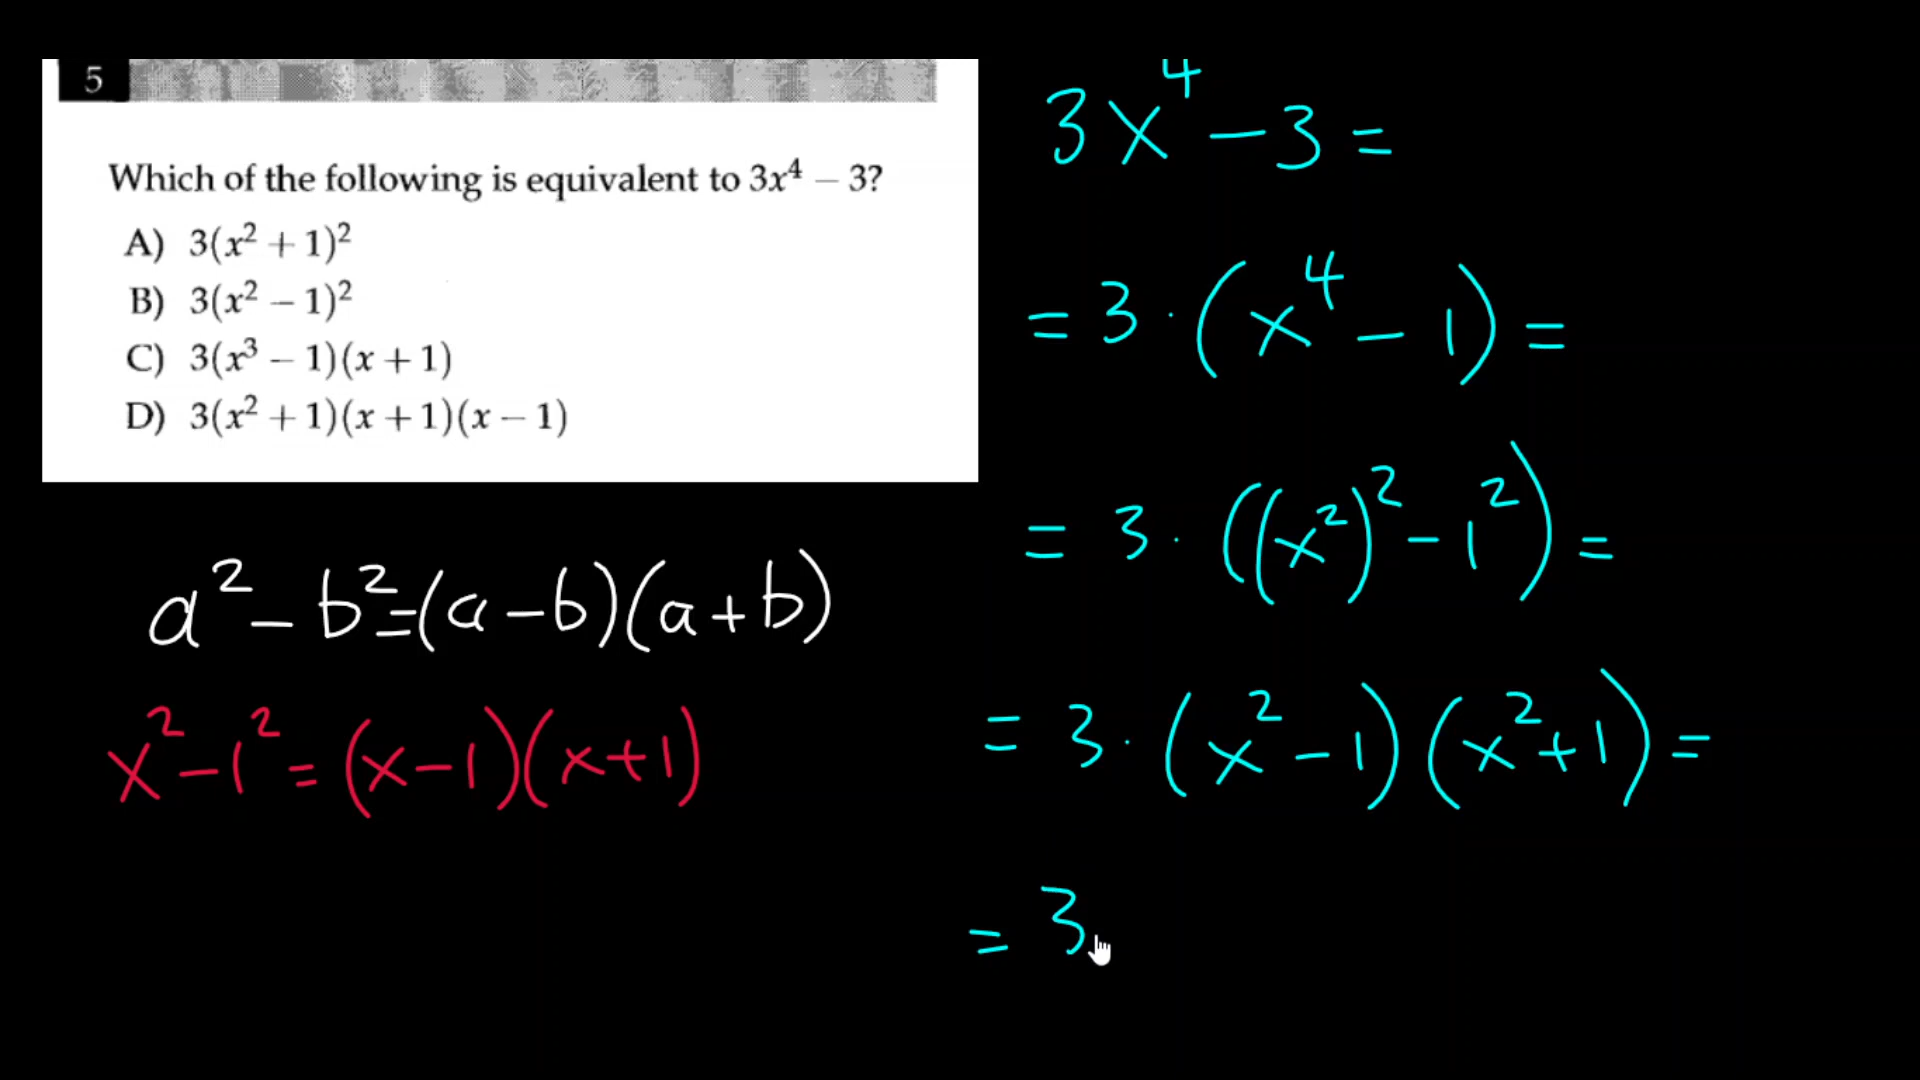 5
Which of the following is equivalent to 3x⁴ – 3?
A) 3(x² + 1)²
B) 3(x² – 1)²
C) 3(x³ – 1)(x + 1)
D) 3(x² + 1)(x + 1)(x – 1)
a² – b² = (a – b)(a + b)
x² – 1² = (x – 1)(x + 1)
3x⁴ – 3 =
= 3 · (x⁴ – 1) =
= 3 · ((x²)² – 1²) =
= 3 · (x² – 1)(x² + 1) =
= 3